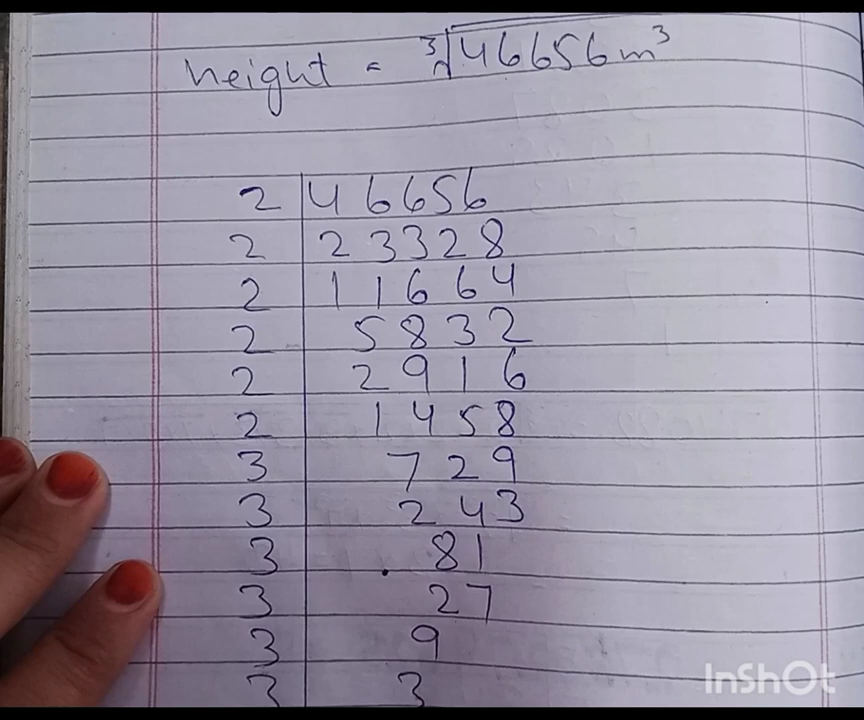 height = ∛46656m³
2 | 46656
2 | 23328
2 | 11664
2 | 5832
2 | 2916
2 | 1458
3 | 729
3 | 243
3 | 81
3 | 27
3 | 9
3 | 3
InShOt